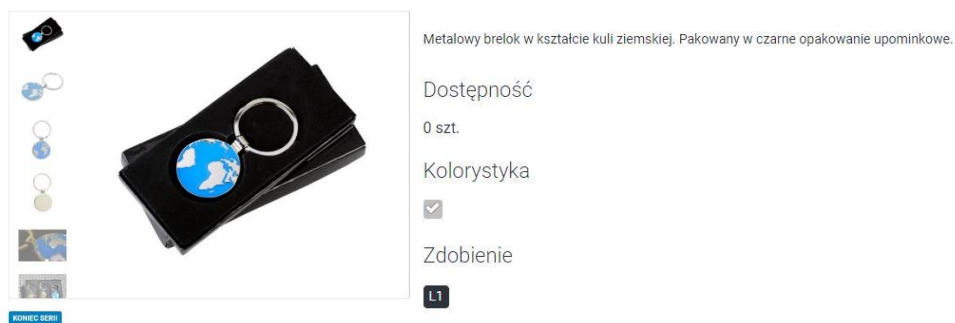 Metalowy brelok w kształcie kuli ziemskiej. Pakowany w czarne opakowanie upominkowe.
Dostępność
0 szt.
Kolorystyka
Zdobienie
L1
KONIEC SERII